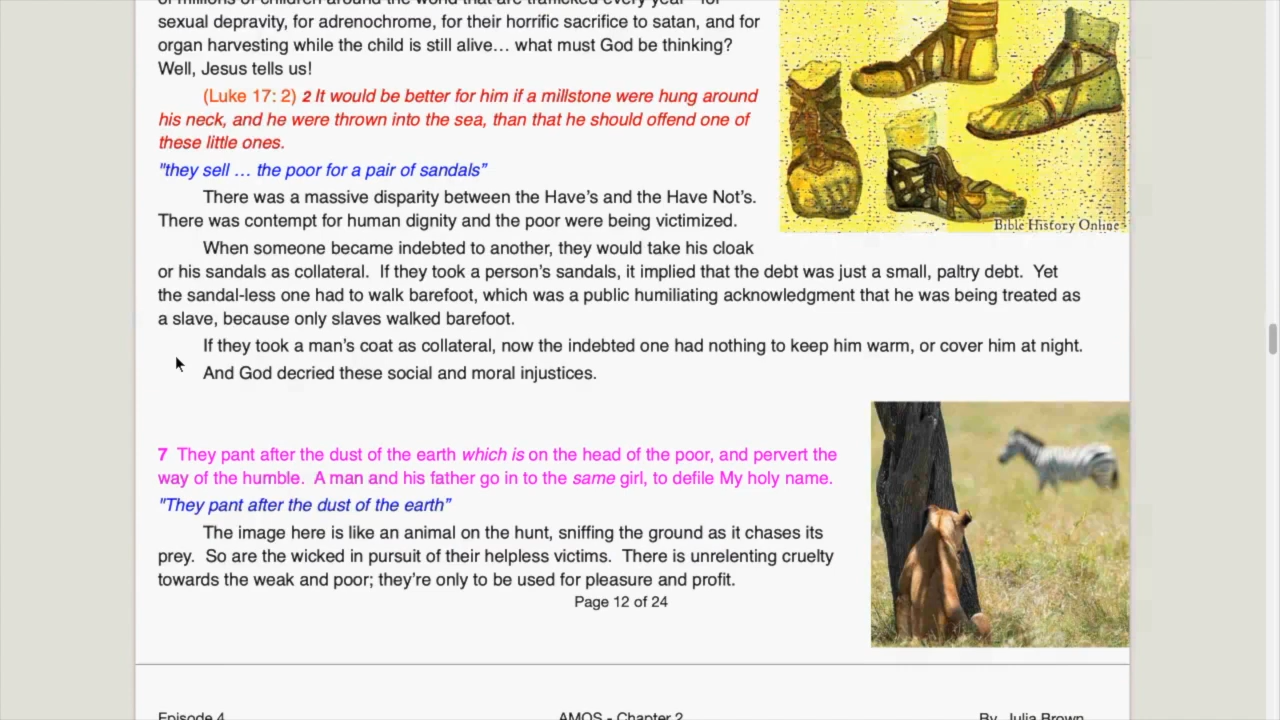 of millions of children around the world that are trafficked every year for
sexual depravity, for adrenochrome, for their horrific sacrifice to satan, and for
organ harvesting while the child is still alive… what must God be thinking?
Well, Jesus tells us!
(Luke 17: 2) 2 It would be better for him if a millstone were hung around
his neck, and he were thrown into the sea, than that he should offend one of
these little ones.
"they sell … the poor for a pair of sandals”
There was a massive disparity between the Have’s and the Have Not’s.
There was contempt for human dignity and the poor were being victimized.
Bible History Online
When someone became indebted to another, they would take his cloak
or his sandals as collateral.  If they took a person’s sandals, it implied that the debt was just a small, paltry debt.  Yet
the sandal-less one had to walk barefoot, which was a public humiliating acknowledgment that he was being treated as
a slave, because only slaves walked barefoot.
If they took a man’s coat as collateral, now the indebted one had nothing to keep him warm, or cover him at night.
And God decried these social and moral injustices.
7  They pant after the dust of the earth which is on the head of the poor, and pervert the
way of the humble.  A man and his father go in to the same girl, to defile My holy name.
"They pant after the dust of the earth”
The image here is like an animal on the hunt, sniffing the ground as it chases its
prey.  So are the wicked in pursuit of their helpless victims.  There is unrelenting cruelty
towards the weak and poor; they’re only to be used for pleasure and profit.
Page 12 of 24
Episode 4 AMOS - Chapter 2 By, Julia Brown